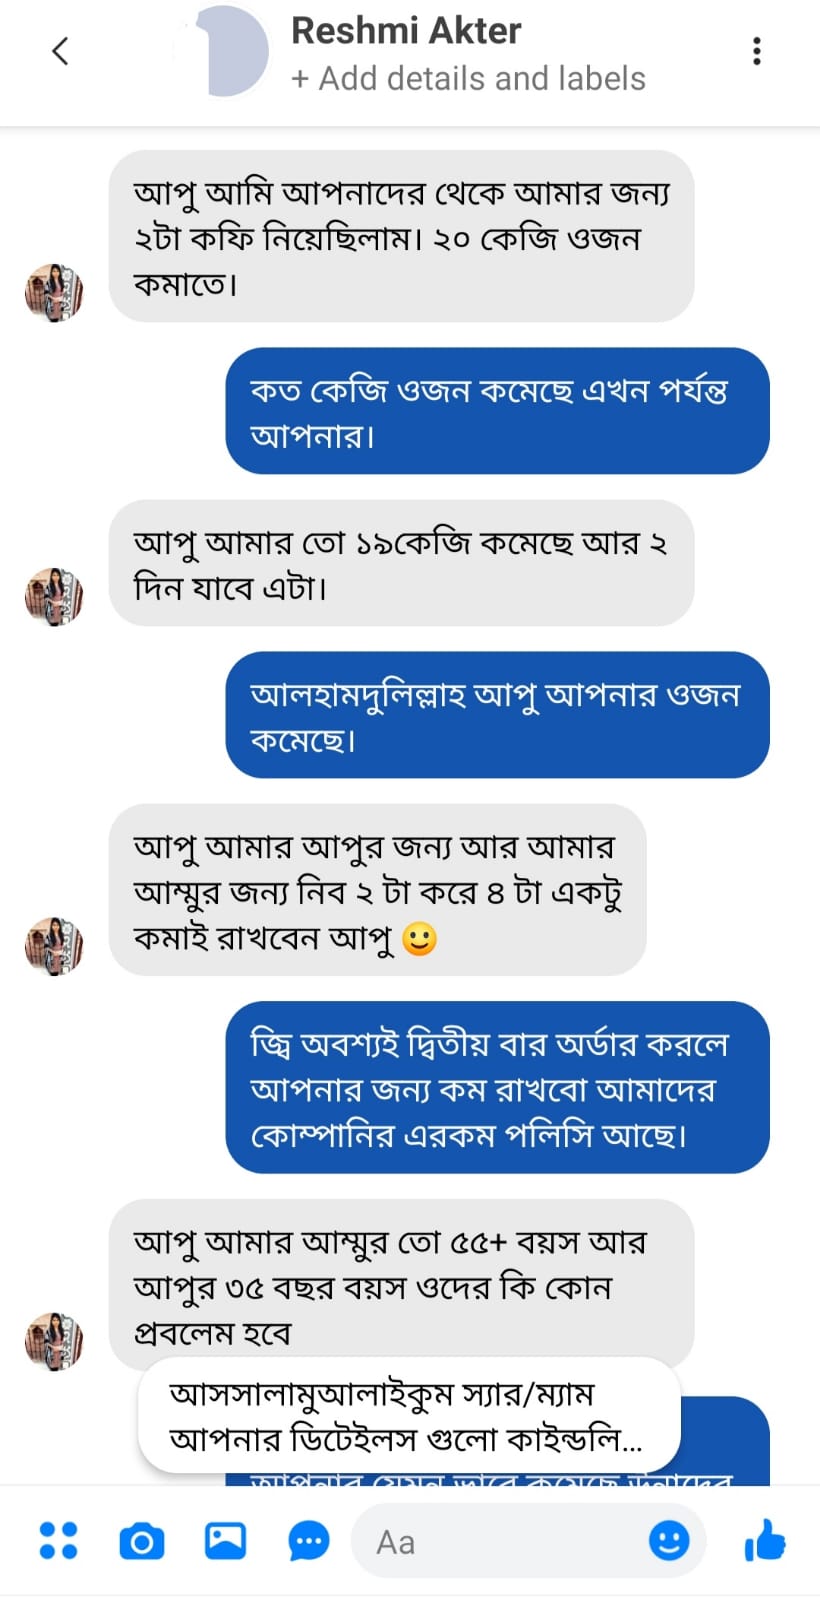 Reshmi Akter
+ Add details and labels
আপু আমি আপনাদের থেকে আমার জন্য
২টা কফি নিয়েছিলাম। ২০ কেজি ওজন
কমাতে।
কত কেজি ওজন কমেছে এখন পর্যন্ত
আপনার।
আপু আমার তো ১৯কেজি কমেছে আর ২
দিন যাবে এটা।
আলহামদুলিল্লাহ আপু আপনার ওজন
কমেছে।
আপু আমার আপুর জন্য আর আমার
আম্মুর জন্য নিব ২ টা করে ৪ টা একটু
কমাই রাখবেন আপু 🙂
জ্বি অবশ্যই দ্বিতীয় বার অর্ডার করলে
আপনার জন্য কম রাখবো আমাদের
কোম্পানির এরকম পলিসি আছে।
আপু আমার আম্মুর তো ৫৫+ বয়স আর
আপুর ৩৫ বছর বয়স ওদের কি কোন
প্রবলেম হবে
আসসালামুআলাইকুম স্যার/ম্যাম
আপনার ডিটেইলস গুলো কাইন্ডলি...
আপনার যেমন ভাবে কমেছে উনাদের
Aa